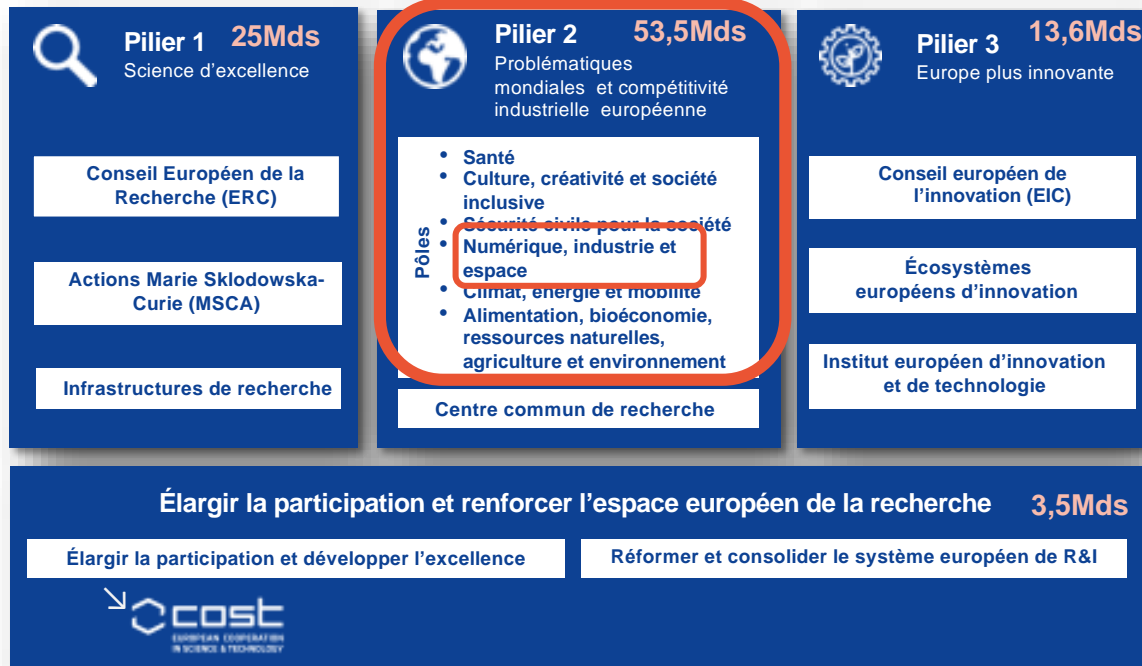 Pilier 1 25Mds
Science d’excellence
Conseil Européen de la
Recherche (ERC)
Actions Marie Sklodowska-
Curie (MSCA)
Infrastructures de recherche
Pilier 2 53,5Mds
Problématiques
mondiales et compétitivité
industrielle européenne
Pôles
• Santé
• Culture, créativité et société
inclusive
• Sécurité civile pour la société
• Numérique, industrie et
espace
• Climat, énergie et mobilité
• Alimentation, bioéconomie,
ressources naturelles,
agriculture et environnement
Centre commun de recherche
Pilier 3 13,6Mds
Europe plus innovante
Conseil européen de
l’innovation (EIC)
Écosystèmes
européens d’innovation
Institut européen d’innovation
et de technologie
Élargir la participation et renforcer l’espace européen de la recherche 3,5Mds
Élargir la participation et développer l’excellence
Réformer et consolider le système européen de R&I
cost
EUROPEAN COOPERATION
IN SCIENCE & TECHNOLOGY